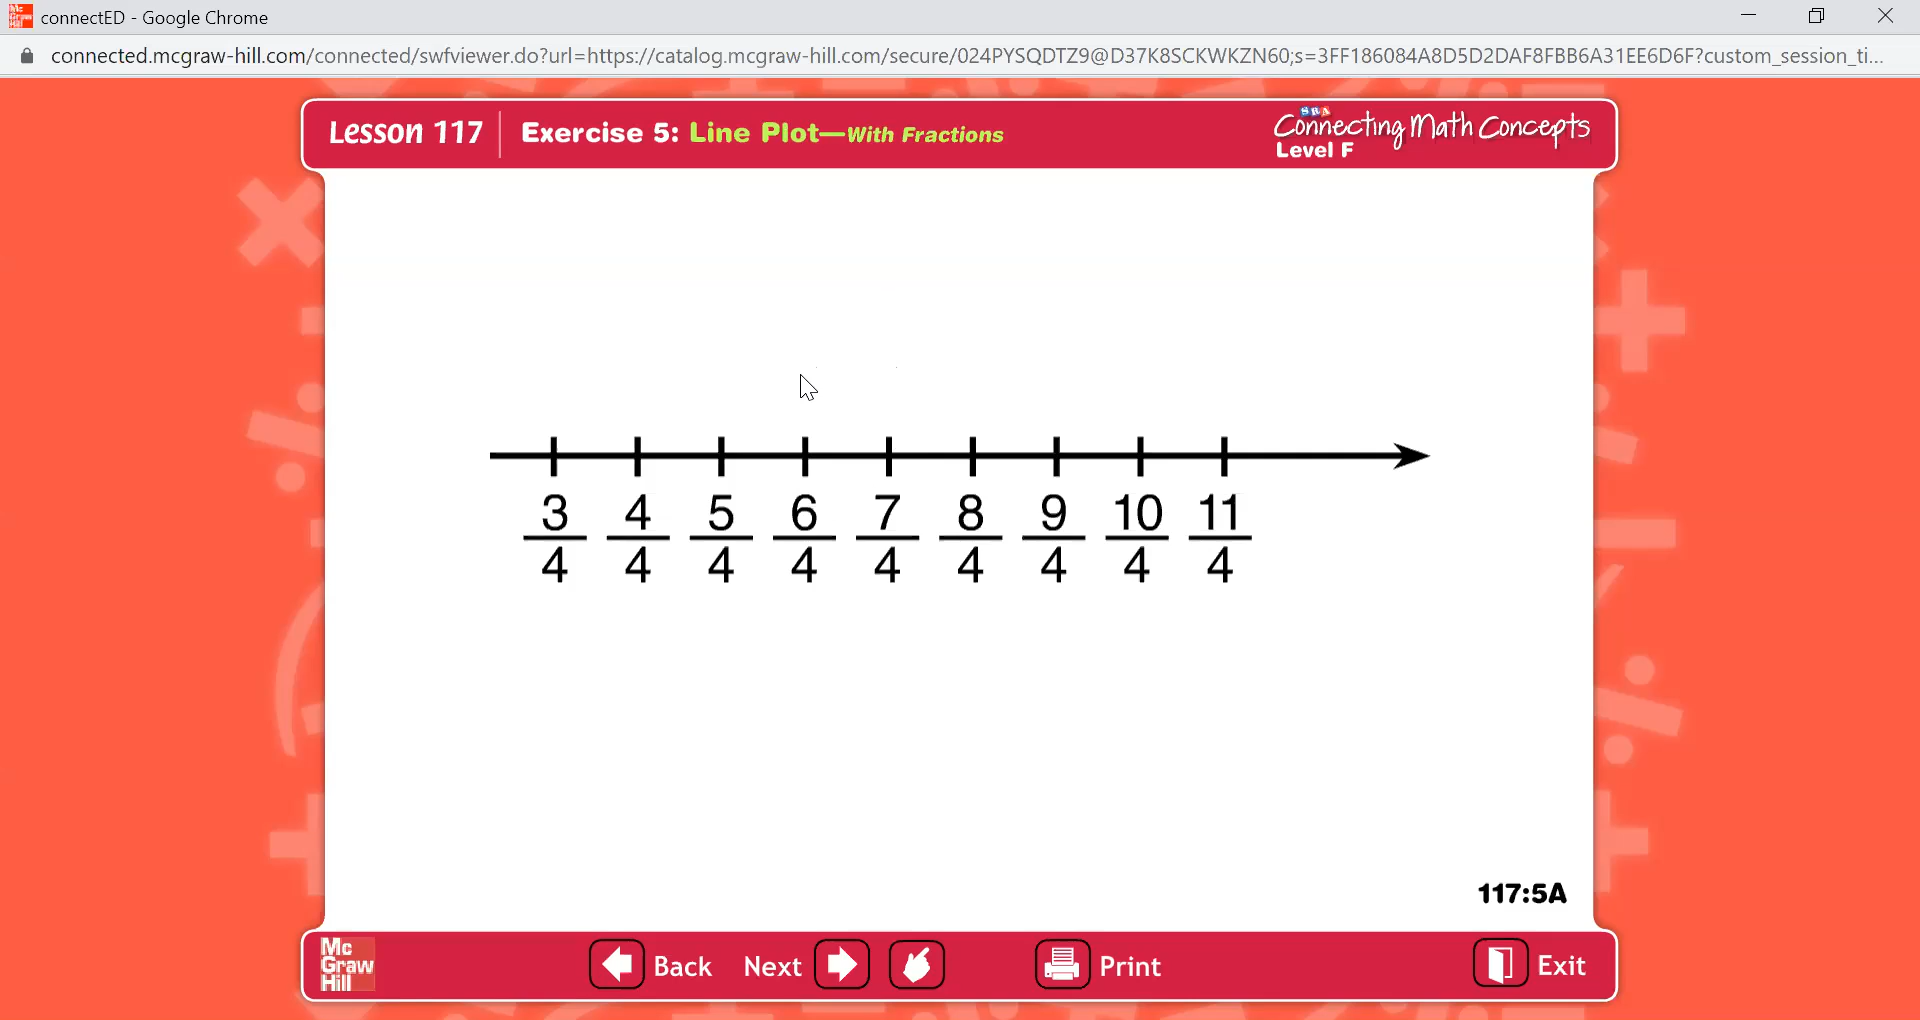 connectED - Google Chrome
connected.mcgraw-hill.com/connected/swfviewer.do?url=https://catalog.mcgraw-hill.com/secure/024PYSQDTZ9@D37K8SCKWKZN60;s=3FF186084A8D5D2DAF8FBB6A31EE6D6F?custom_session_ti...
Lesson 117 Exercise 5: Line Plot—With Fractions
SRA
Connecting Math Concepts
Level F
3 4 5 6 7 8 9 10 11
4 4 4 4 4 4 4 4 4
117:5A
Mc
Graw
Hill
Back Next Print Exit